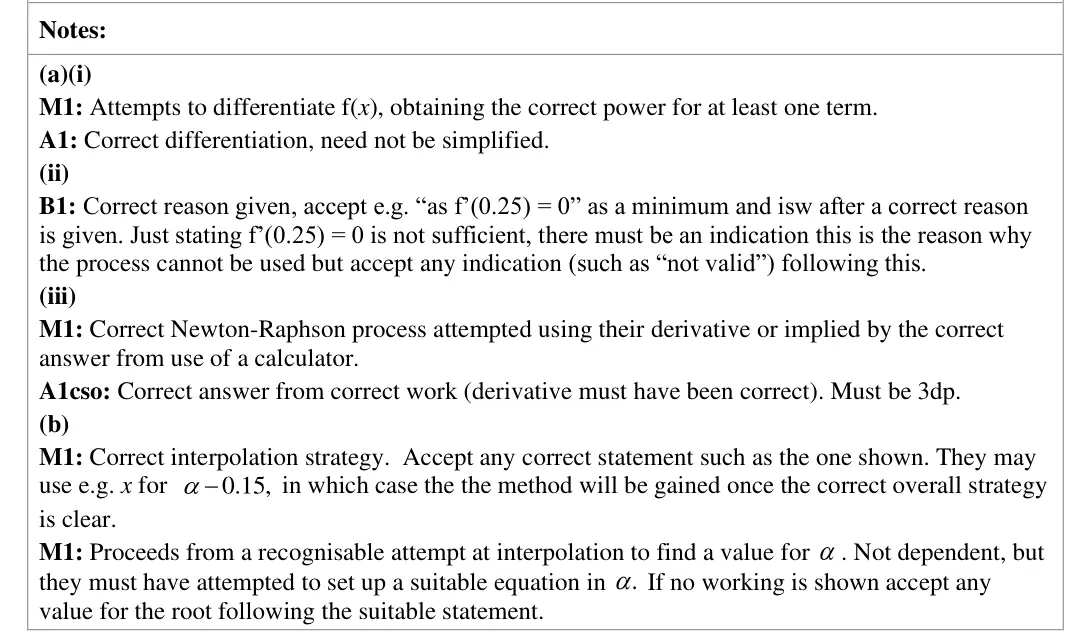 Notes:
(a)(i)
M1: Attempts to differentiate f(x), obtaining the correct power for at least one term.
A1: Correct differentiation, need not be simplified.
(ii)
B1: Correct reason given, accept e.g. “as f’(0.25) = 0” as a minimum and isw after a correct reason
is given. Just stating f’(0.25) = 0 is not sufficient, there must be an indication this is the reason why
the process cannot be used but accept any indication (such as “not valid”) following this.
(iii)
M1: Correct Newton-Raphson process attempted using their derivative or implied by the correct
answer from use of a calculator.
A1cso: Correct answer from correct work (derivative must have been correct). Must be 3dp.
(b)
M1: Correct interpolation strategy.  Accept any correct statement such as the one shown. They may
use e.g. x for α − 0.15, in which case the the method will be gained once the correct overall strategy
is clear.
M1: Proceeds from a recognisable attempt at interpolation to find a value for α . Not dependent, but
they must have attempted to set up a suitable equation in α. If no working is shown accept any
value for the root following the suitable statement.